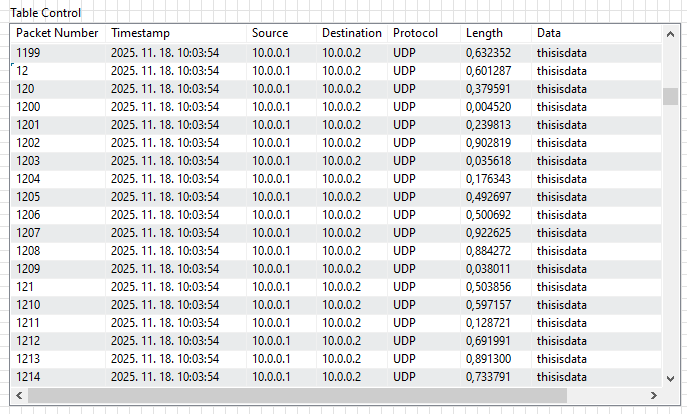 Table Control
Packet Number Timestamp Source Destination Protocol Length Data
1199 2025. 11. 18. 10:03:54 10.0.0.1 10.0.0.2 UDP 0,632352 thisisdata
12 2025. 11. 18. 10:03:54 10.0.0.1 10.0.0.2 UDP 0,601287 thisisdata
120 2025. 11. 18. 10:03:54 10.0.0.1 10.0.0.2 UDP 0,379591 thisisdata
1200 2025. 11. 18. 10:03:54 10.0.0.1 10.0.0.2 UDP 0,004520 thisisdata
1201 2025. 11. 18. 10:03:54 10.0.0.1 10.0.0.2 UDP 0,239813 thisisdata
1202 2025. 11. 18. 10:03:54 10.0.0.1 10.0.0.2 UDP 0,902819 thisisdata
1203 2025. 11. 18. 10:03:54 10.0.0.1 10.0.0.2 UDP 0,035618 thisisdata
1204 2025. 11. 18. 10:03:54 10.0.0.1 10.0.0.2 UDP 0,176343 thisisdata
1205 2025. 11. 18. 10:03:54 10.0.0.1 10.0.0.2 UDP 0,492697 thisisdata
1206 2025. 11. 18. 10:03:54 10.0.0.1 10.0.0.2 UDP 0,500692 thisisdata
1207 2025. 11. 18. 10:03:54 10.0.0.1 10.0.0.2 UDP 0,922625 thisisdata
1208 2025. 11. 18. 10:03:54 10.0.0.1 10.0.0.2 UDP 0,884272 thisisdata
1209 2025. 11. 18. 10:03:54 10.0.0.1 10.0.0.2 UDP 0,038011 thisisdata
121 2025. 11. 18. 10:03:54 10.0.0.1 10.0.0.2 UDP 0,503856 thisisdata
1210 2025. 11. 18. 10:03:54 10.0.0.1 10.0.0.2 UDP 0,597157 thisisdata
1211 2025. 11. 18. 10:03:54 10.0.0.1 10.0.0.2 UDP 0,128721 thisisdata
1212 2025. 11. 18. 10:03:54 10.0.0.1 10.0.0.2 UDP 0,691991 thisisdata
1213 2025. 11. 18. 10:03:54 10.0.0.1 10.0.0.2 UDP 0,891300 thisisdata
1214 2025. 11. 18. 10:03:54 10.0.0.1 10.0.0.2 UDP 0,733791 thisisdata